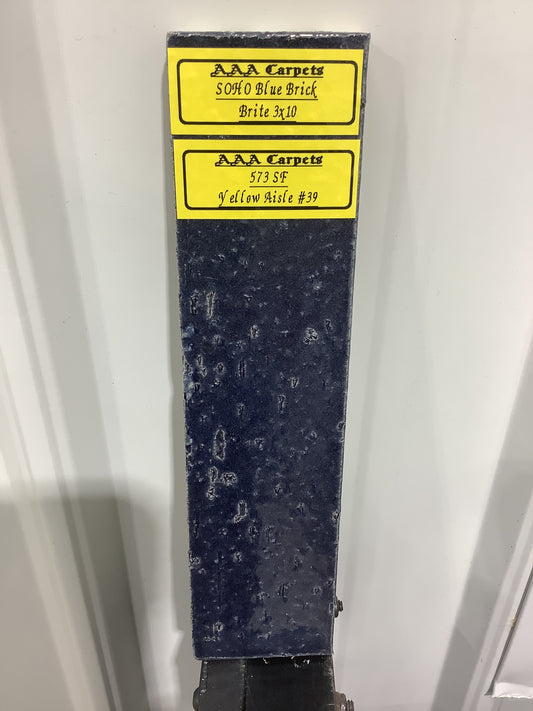 AAA Carpets
SOHO Blue Brick
Brite 3x10
AAA Carpets
573 SF
Yellow Aisle #39